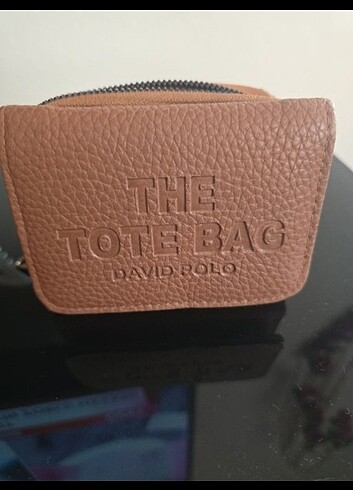 THE
TOTE BAG
DAVID POLO